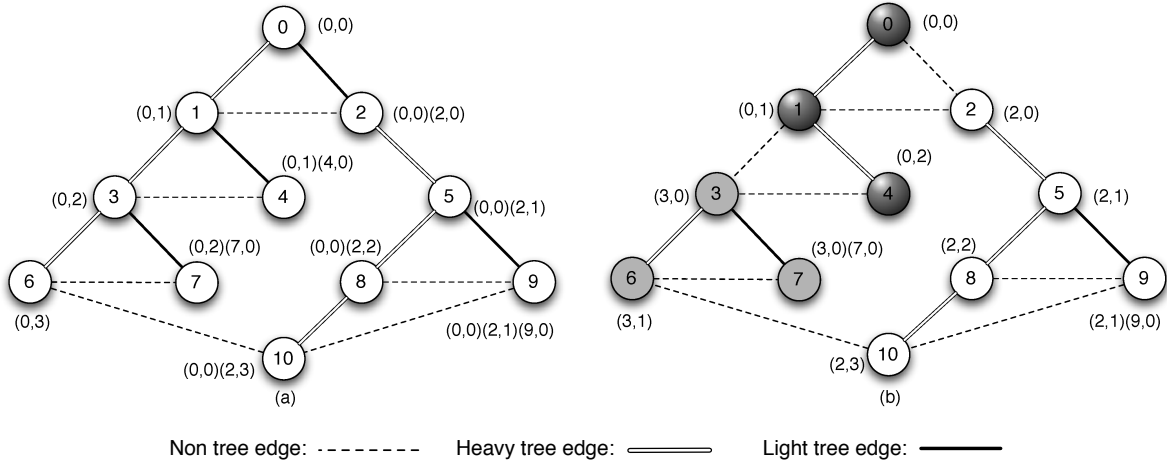 0 (0,0) 0 (0,0)
(0,1) 1 2 (0,0)(2,0) (0,1) 1 2 (2,0)
(0,1)(4,0) (0,2)
(0,2) 3 4 5 (0,0)(2,1) (3,0) 3 4 5 (2,1)
(0,2)(7,0) (0,0)(2,2) (3,0)(7,0) (2,2)
6 7 8 9 6 7 8 9
(0,3) (0,0)(2,1)(9,0) (3,1) (2,1)(9,0)
(0,0)(2,3) 10 (2,3) 10
(a) (b)
Non tree edge: Heavy tree edge: Light tree edge: